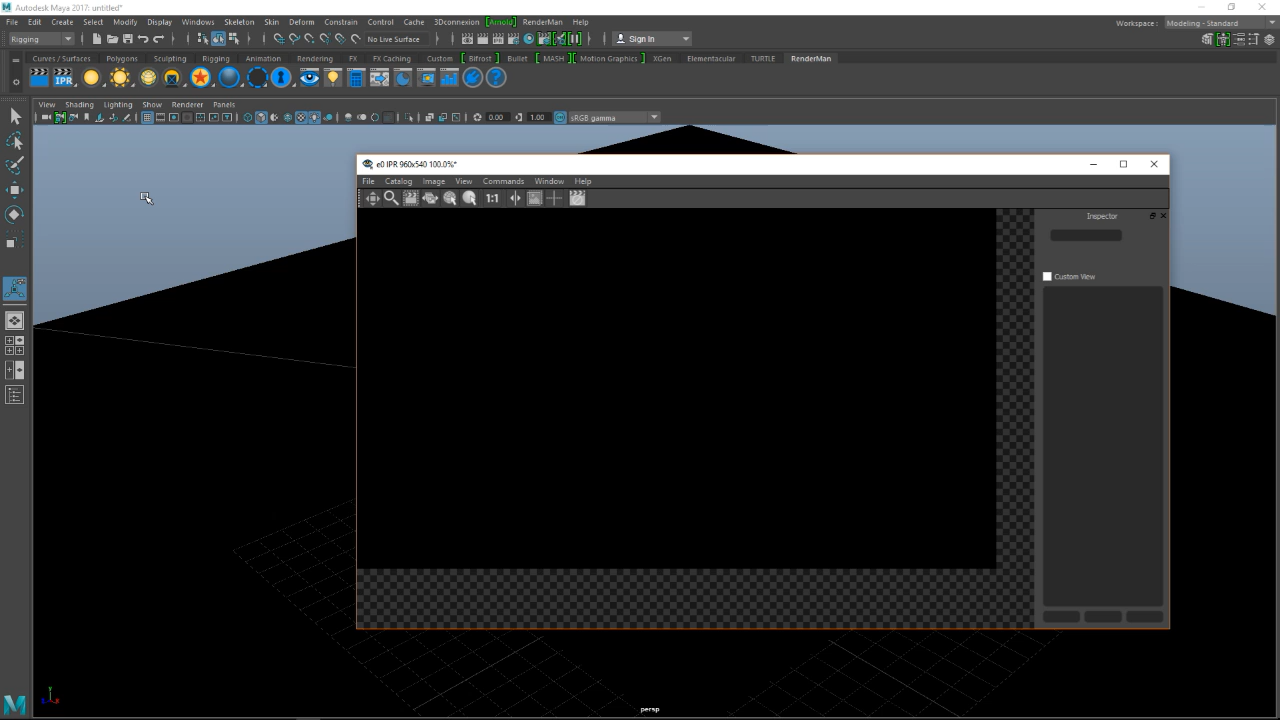 Autodesk Maya 2017: untitled*
File Edit Create Select Modify Display Windows Skeleton Skin Deform Constrain Control Cache 3Dconnexion [Arnold] RenderMan Help
Workspace : Modeling - Standard
Rigging No Live Surface Sign In
Curves / Surfaces Polygons Sculpting Rigging Animation Rendering FX FX Caching Custom [ Bifrost ] Bullet [ MASH ] [ Motion Graphics ] XGen Elementacular TURTLE RenderMan
IPR
View Shading Lighting Show Renderer Panels
0.00 1.00 sRGB gamma
e0 IPR 960x540 100.0%*
File Catalog Image View Commands Window Help
1:1
Inspector
Custom View
persp